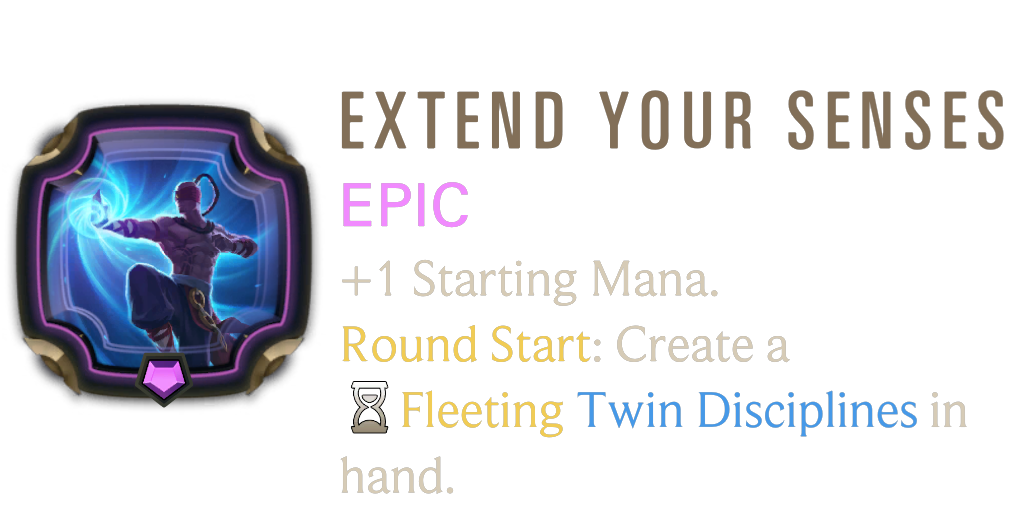 EXTEND YOUR SENSES
EPIC
+1 Starting Mana.
Round Start: Create a
Fleeting Twin Disciplines in
hand.